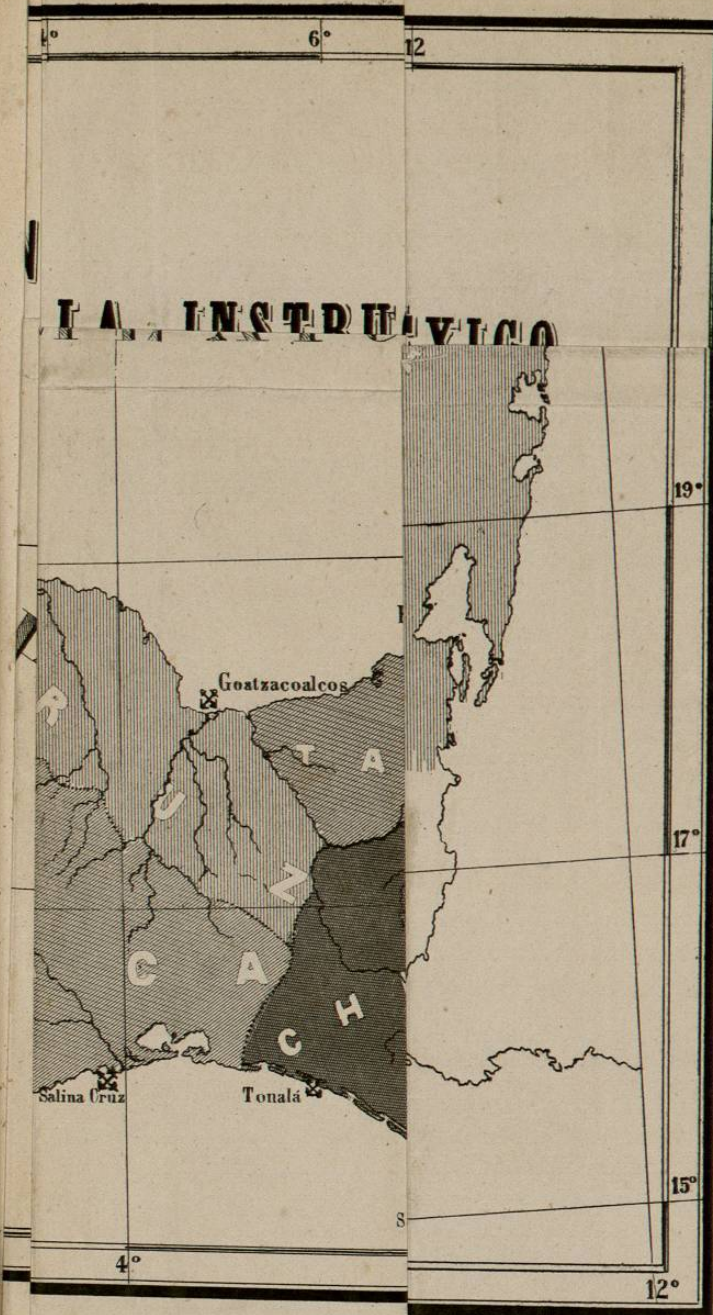 6°
12
LA INSTRU
XICO
19°
Goatzacoalcos
R
T A
U
17°
Z
C A
C H
Salina Cruz
Tonalá
15°
S
4°
12°